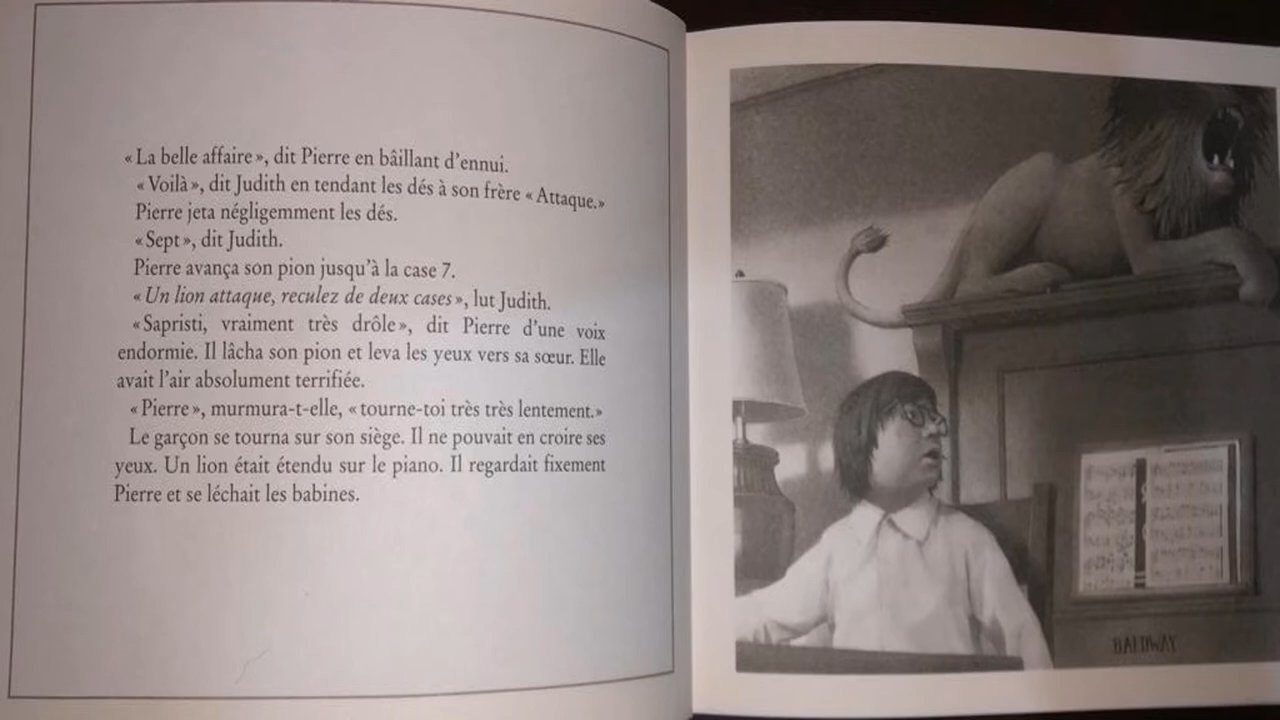 « La belle affaire », dit Pierre en bâillant d'ennui.
« Voilà », dit Judith en tendant les dés à son frère « Attaque. »
Pierre jeta négligemment les dés.
« Sept », dit Judith.
Pierre avança son pion jusqu'à la case 7.
« Un lion attaque, reculez de deux cases », lut Judith.
« Sapristi, vraiment très drôle », dit Pierre d'une voix
endormie. Il lâcha son pion et leva les yeux vers sa sœur. Elle
avait l'air absolument terrifiée.
« Pierre », murmura-t-elle, « tourne-toi très très lentement. »
Le garçon se tourna sur son siège. Il ne pouvait en croire ses
yeux. Un lion était étendu sur le piano. Il regardait fixement
Pierre et se léchait les babines.
BALDWAY